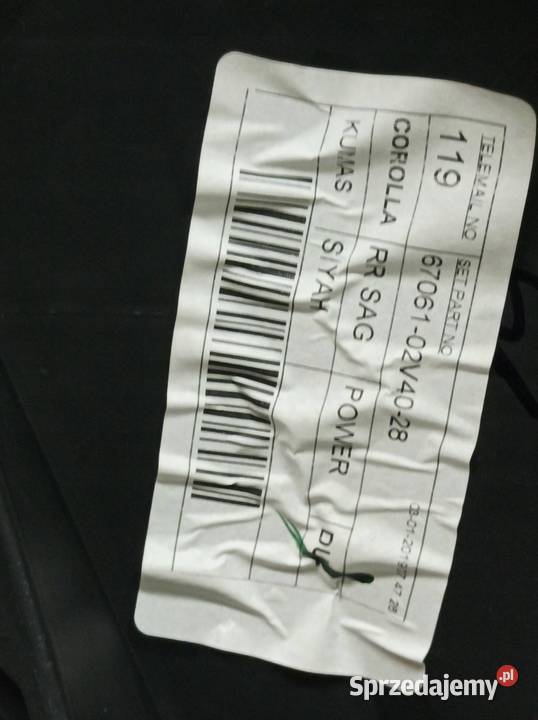 TELEMAIL NO SET PART NO
119 67061-02V40-28
COROLLA RR SAG
KUMAS SIYAH POWER
Sprzedajemy.pl